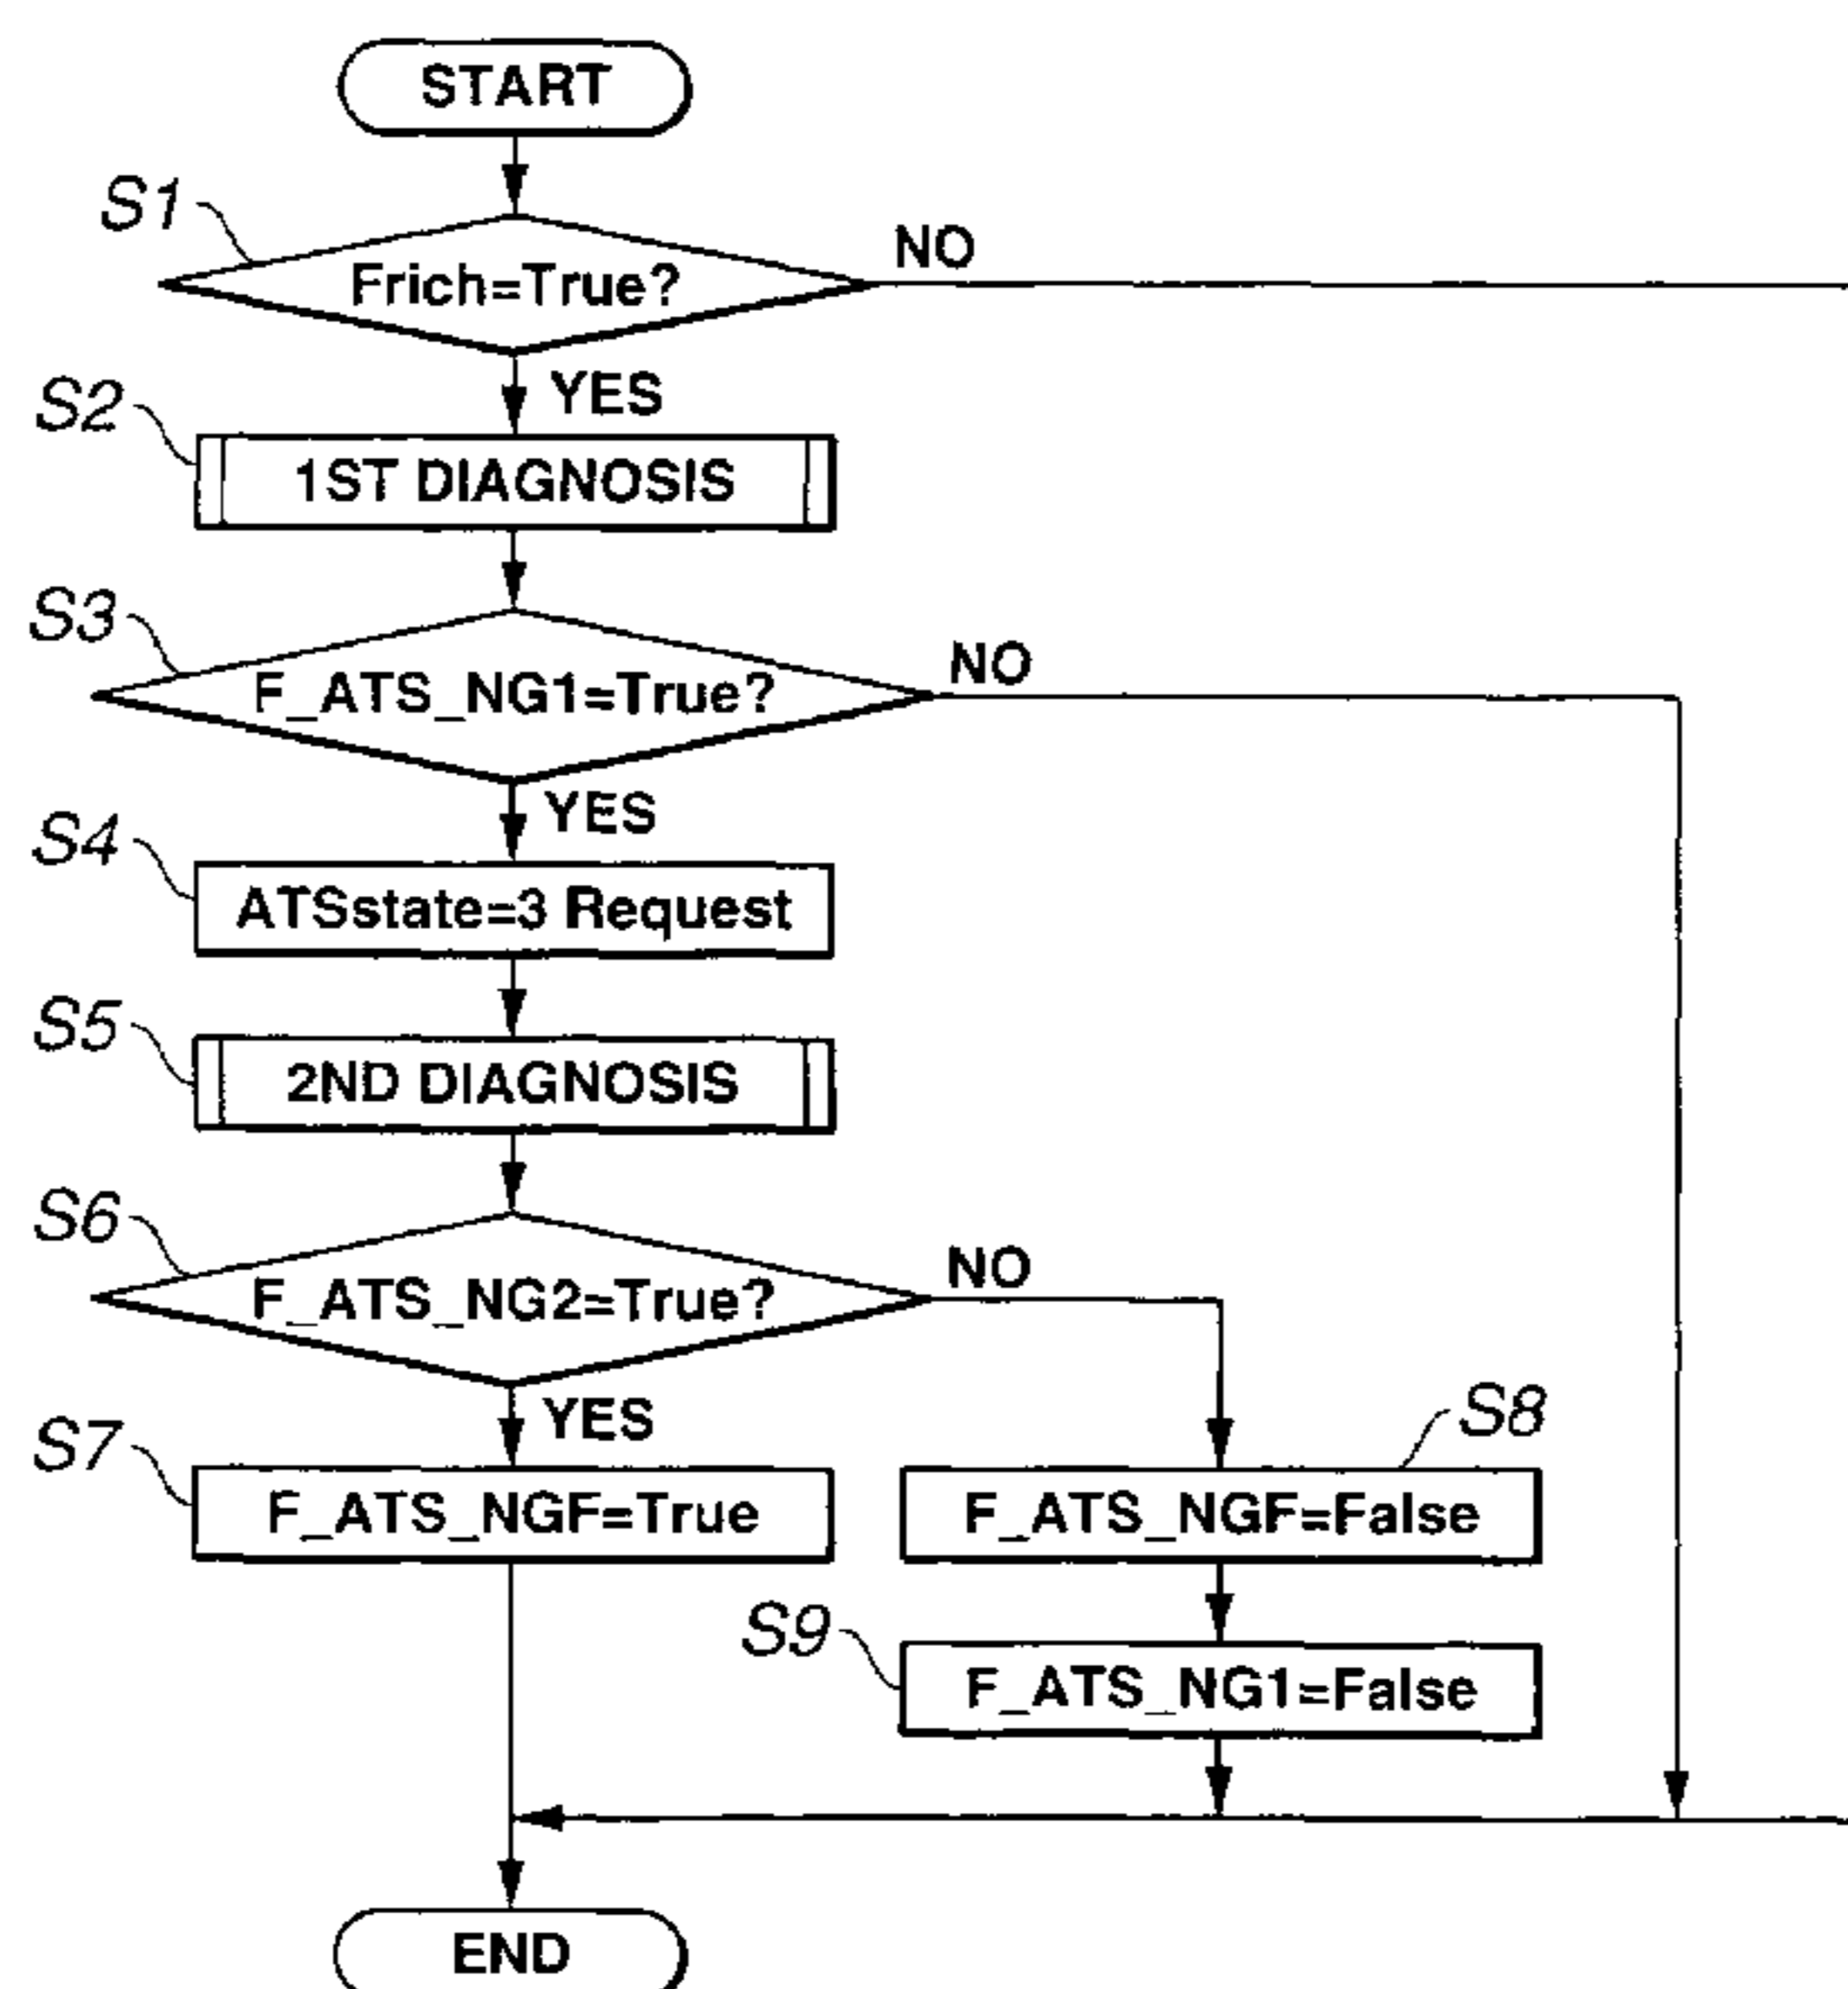 START
S1
Frich=True?
NO
YES
S2
1ST DIAGNOSIS
S3
F_ATS_NG1=True?
NO
YES
S4
ATSstate=3 Request
S5
2ND DIAGNOSIS
S6
F_ATS_NG2=True?
NO
YES
S7
F_ATS_NGF=True
S8
F_ATS_NGF=False
S9
F_ATS_NG1=False
END